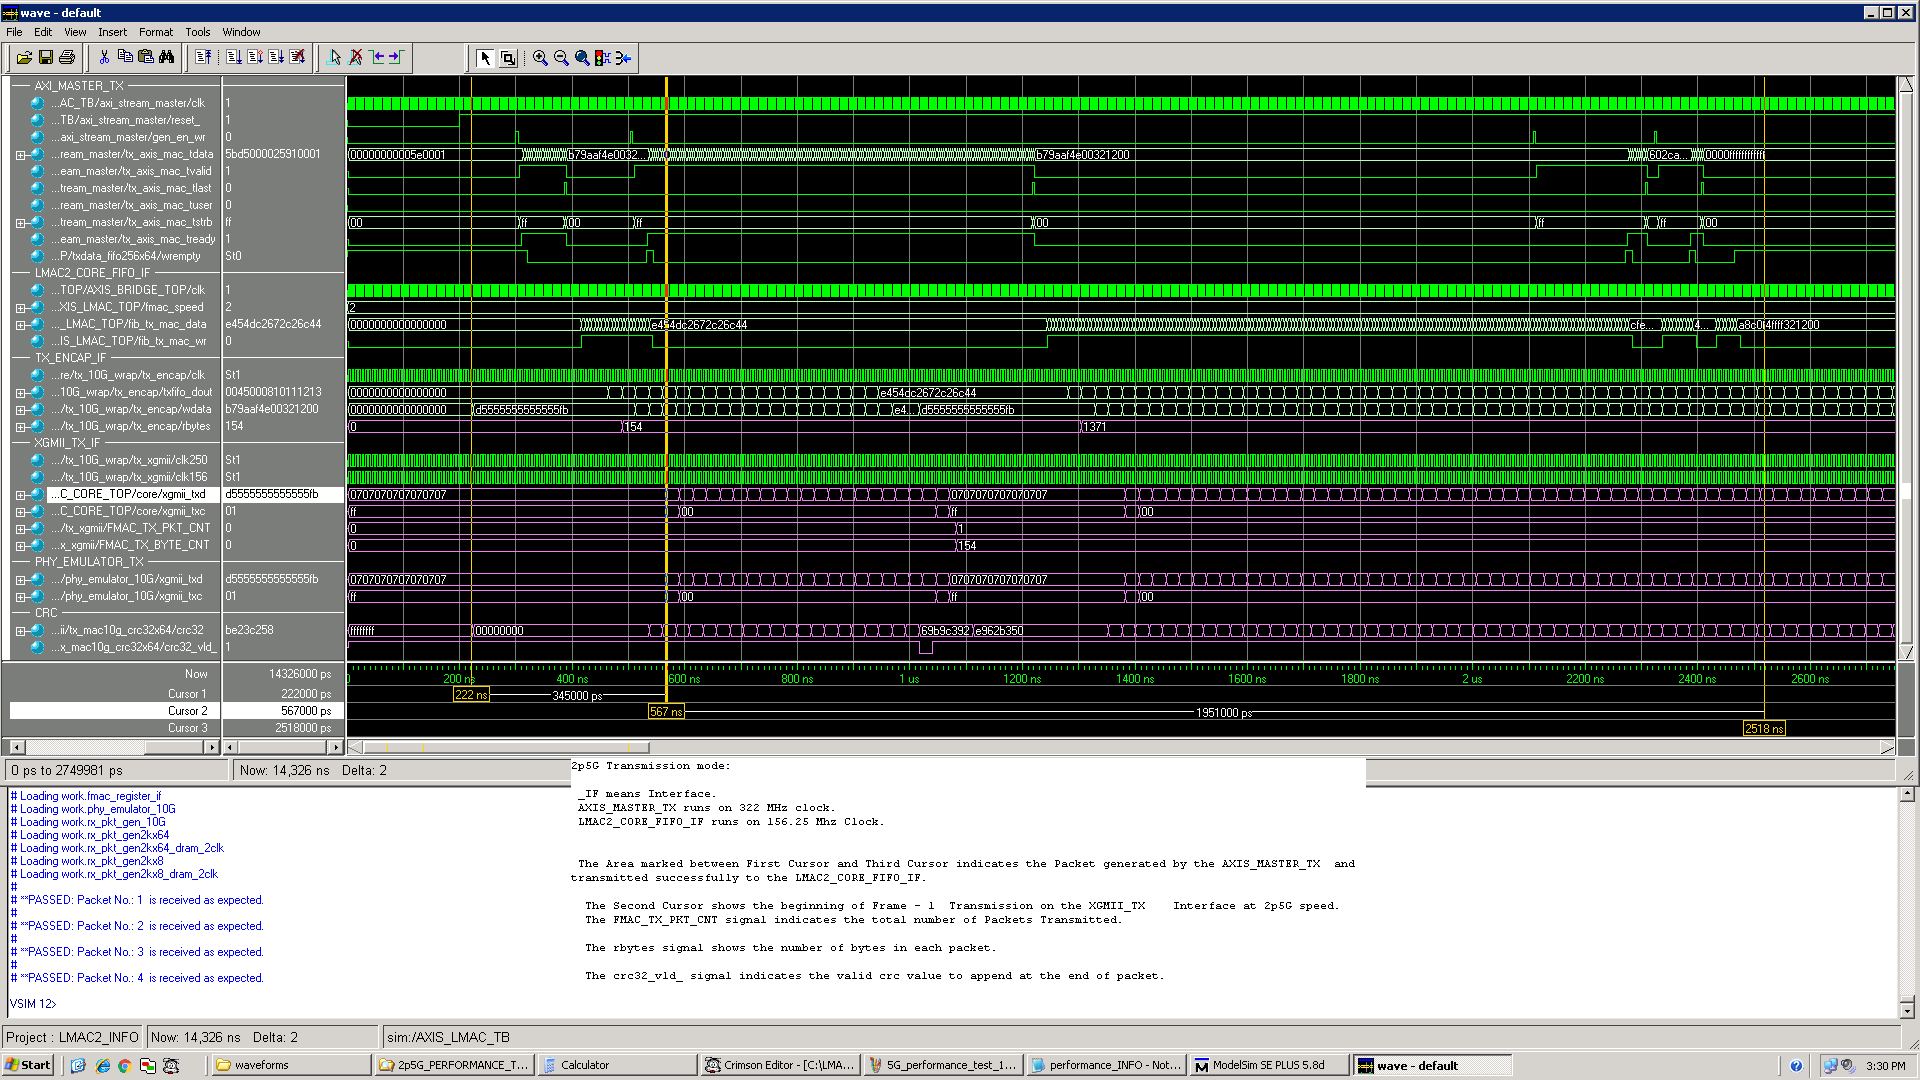 wave - default
File Edit View Insert Format Tools Window
AXI_MASTER_TX
...AC_TB/axi_stream_master/clk 1
...TB/axi_stream_master/reset_ 1
...axi_stream_master/gen_en_wr 0
...ream_master/tx_axis_mac_tdata 5bd5000025910001 00000000005e0001 b79aaf4e0032... b79aaf4e00321200 602ca... 0000ffffffffffff
...eam_master/tx_axis_mac_tvalid 1
...tream_master/tx_axis_mac_tlast 0
...ream_master/tx_axis_mac_tuser 0
...tream_master/tx_axis_mac_tstrb ff 00 ff 00 ff 00 ff ff 00
...eam_master/tx_axis_mac_tready 1
...P/txdata_fifo256x64/wrempty St0
LMAC2_CORE_FIFO_IF
...TOP/AXIS_BRIDGE_TOP/clk 1
...XIS_LMAC_TOP/fmac_speed 2 2
..._LMAC_TOP/fib_tx_mac_data e454dc2672c26c44 0000000000000000 e454dc2672c26c44 cfe... 4... a8c0f4ffff321200
...IS_LMAC_TOP/fib_tx_mac_wr 0
TX_ENCAP_IF
...re/tx_10G_wrap/tx_encap/clk St1
...10G_wrap/tx_encap/txfifo_dout 0045000810111213 0000000000000000 e454dc2672c26c44
.../tx_10G_wrap/tx_encap/wdata b79aaf4e00321200 0000000000000000 d5555555555555fb e4... d5555555555555fb
.../tx_10G_wrap/tx_encap/rbytes 154 0 154 1371
XGMII_TX_IF
.../tx_10G_wrap/tx_xgmii/clk250 St1
.../tx_10G_wrap/tx_xgmii/clk156 St1
...C_CORE_TOP/core/xgmii_txd d5555555555555fb 0707070707070707 0707070707070707
...C_CORE_TOP/core/xgmii_txc 01 ff 00 ff 00
.../tx_xgmii/FMAC_TX_PKT_CNT 0 0 1
...x_xgmii/FMAC_TX_BYTE_CNT 0 0 154
PHY_EMULATOR_TX
.../phy_emulator_10G/xgmii_txd d5555555555555fb 0707070707070707 0707070707070707
.../phy_emulator_10G/xgmii_txc 01 ff 00 ff 00
CRC
...ii/tx_mac10g_crc32x64/crc32 be23c258 ffffffff 00000000 69b9c392 e962b350
...x_mac10g_crc32x64/crc32_vld_ 1
Now 14326000 ps 200 ns 400 ns 600 ns 800 ns 1 us 1200 ns 1400 ns 1600 ns 1800 ns 2 us 2200 ns 2400 ns 2600 ns
Cursor 1 222000 ps 222 ns 345000 ps
Cursor 2 567000 ps 567 ns 1951000 ps
Cursor 3 2518000 ps 2518 ns
0 ps to 2749981 ps Now: 14,326 ns Delta: 2
2p5G Transmission mode:
_IF means Interface.
AXIS_MASTER_TX runs on 322 MHz clock.
LMAC2_CORE_FIFO_IF runs on 156.25 Mhz Clock.
The Area marked between First Cursor and Third Cursor indicates the Packet generated by the AXIS_MASTER_TX and
transmitted successfully to the LMAC2_CORE_FIFO_IF.
The Second Cursor shows the beginning of Frame - 1 Transmission on the XGMII_TX Interface at 2p5G speed.
The FMAC_TX_PKT_CNT signal indicates the total number of Packets Transmitted.
The rbytes signal shows the number of bytes in each packet.
The crc32_vld_ signal indicates the valid crc value to append at the end of packet.
# Loading work.fmac_register_if
# Loading work.phy_emulator_10G
# Loading work.rx_pkt_gen_10G
# Loading work.rx_pkt_gen2kx64
# Loading work.rx_pkt_gen2kx64_dram_2clk
# Loading work.rx_pkt_gen2kx8
# Loading work.rx_pkt_gen2kx8_dram_2clk
#
# **PASSED: Packet No.: 1 is received as expected.
#
# **PASSED: Packet No.: 2 is received as expected.
#
# **PASSED: Packet No.: 3 is received as expected.
#
# **PASSED: Packet No.: 4 is received as expected.
VSIM 12>
Project : LMAC2_INFO Now: 14,326 ns Delta: 2 sim:/AXIS_LMAC_TB
Start waveforms 2p5G_PERFORMANCE_T... Calculator Crimson Editor - [C:\LMA... 5G_performance_test_1... performance_INFO - Not... ModelSim SE PLUS 5.8d wave - default 3:30 PM